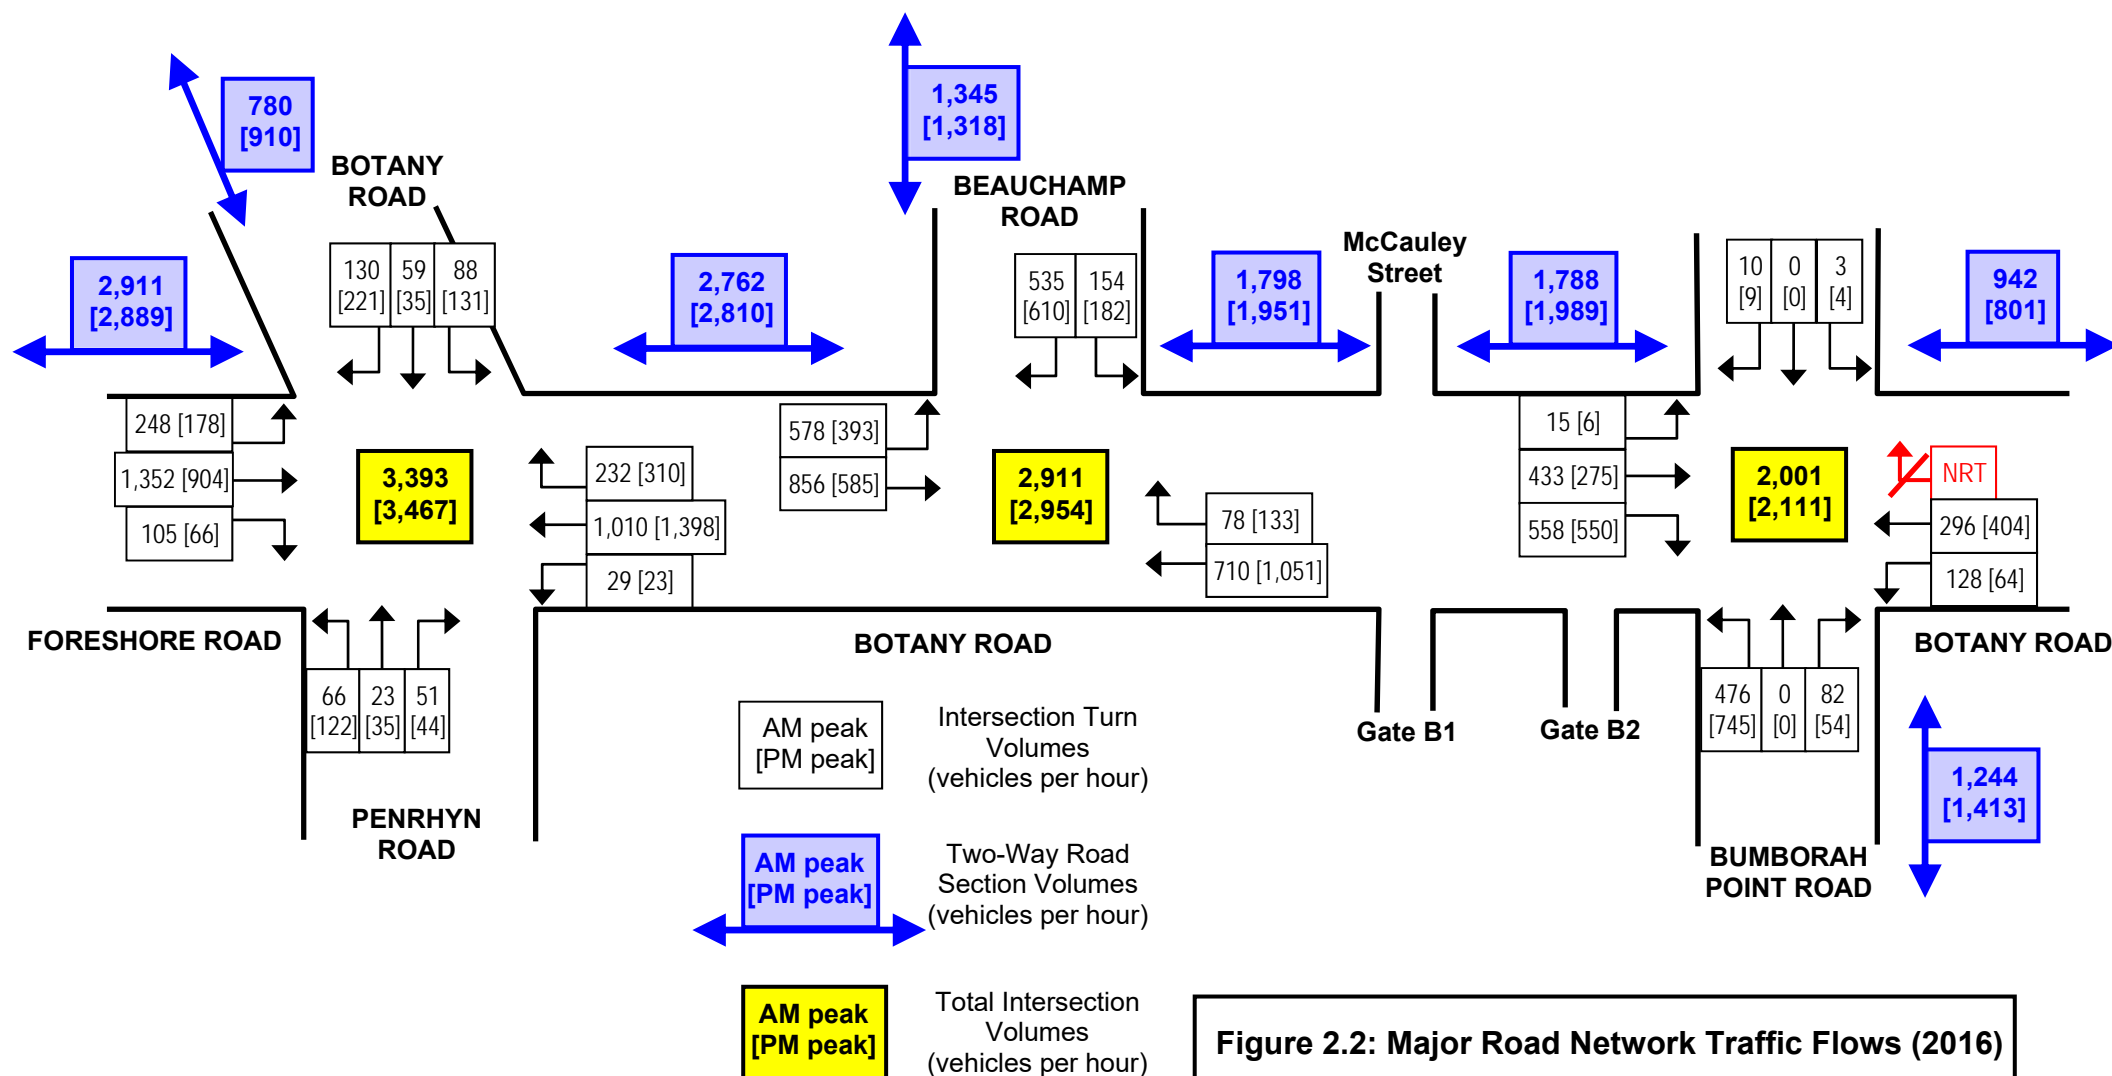 780
[910]
1,345
[1,318]
BOTANY
ROAD
BEAUCHAMP
ROAD
McCauley
Street
2,911
[2,889]
130
[221]
59
[35]
88
[131]
2,762
[2,810]
535
[610]
154
[182]
1,798
[1,951]
1,788
[1,989]
10
[9]
0
[0]
3
[4]
942
[801]
248 [178]
1,352 [904]
105 [66]
3,393
[3,467]
232 [310]
1,010 [1,398]
29 [23]
578 [393]
856 [585]
2,911
[2,954]
78 [133]
710 [1,051]
15 [6]
433 [275]
558 [550]
2,001
[2,111]
NRT
296 [404]
128 [64]
FORESHORE ROAD
BOTANY ROAD
BOTANY ROAD
66
[122]
23
[35]
51
[44]
Gate B1
Gate B2
476
[745]
0
[0]
82
[54]
1,244
[1,413]
PENRHYN
ROAD
BUMBORAH
POINT ROAD
AM peak
[PM peak]
Intersection Turn
Volumes
(vehicles per hour)
AM peak
[PM peak]
Two-Way Road
Section Volumes
(vehicles per hour)
AM peak
[PM peak]
Total Intersection
Volumes
(vehicles per hour)
Figure 2.2: Major Road Network Traffic Flows (2016)